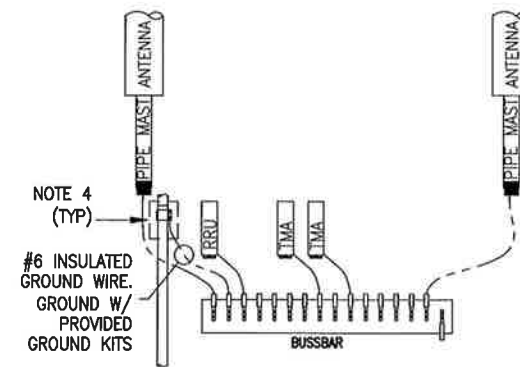 ANTENNA
PIPE MAST
ANTENNA
PIPE MAST
NOTE 4
(TYP)
RRU
TMA
TMA
#6 INSULATED
GROUND WIRE.
GROUND W/
PROVIDED
GROUND KITS
BUSSBAR